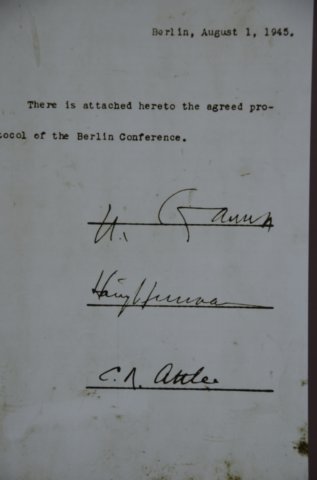 Berlin, August 1, 1945.
There is attached hereto the agreed pro-
tocol of the Berlin Conference.
И. Сталин
Harry Truman
C. R. Attlee